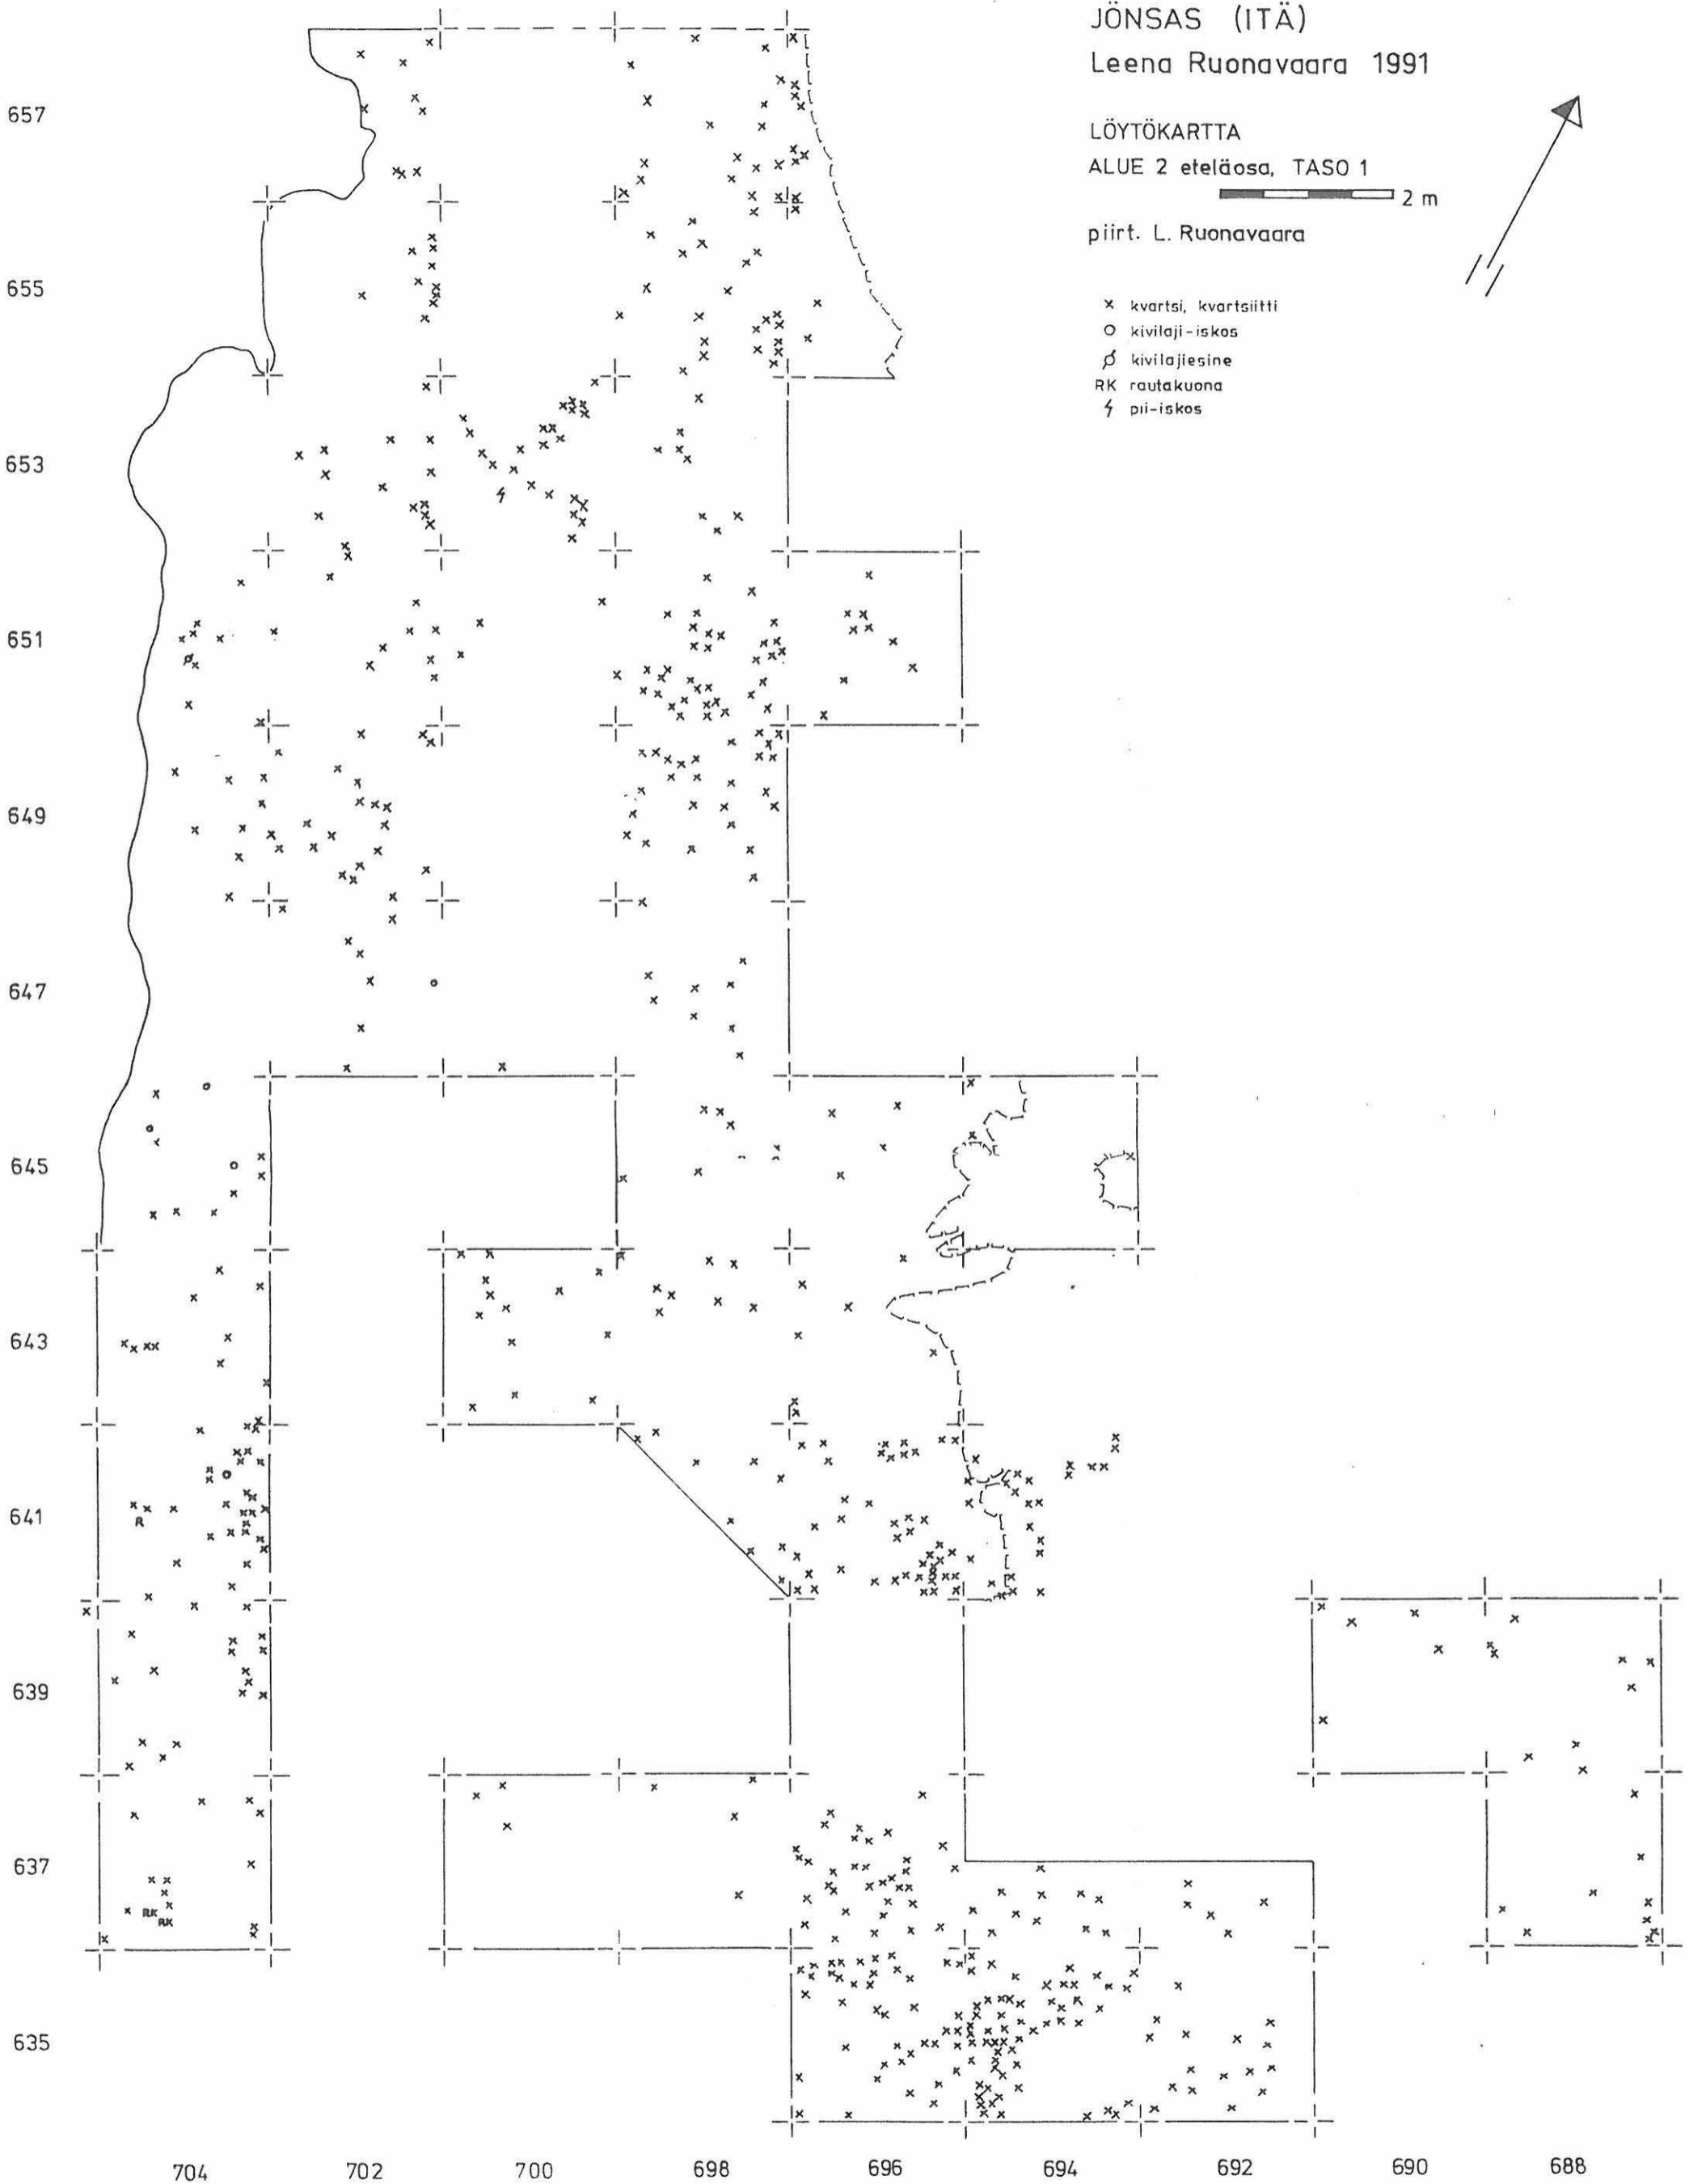 JÖNSAS (ITÄ)
Leena Ruonavaara 1991
LÖYTÖKARTTA
ALUE 2 eteläosa, TASO 1
2 m
piirt. L. Ruonavaara
x kvartsi, kvartsiitti
o kivilaji-iskos
kivilajiesine
RK rautakuona
pii-iskos
657
655
653
651
649
647
645
643
641
R
639
637
RK
RK
635
704 702 700 698 696 694 692 690 688